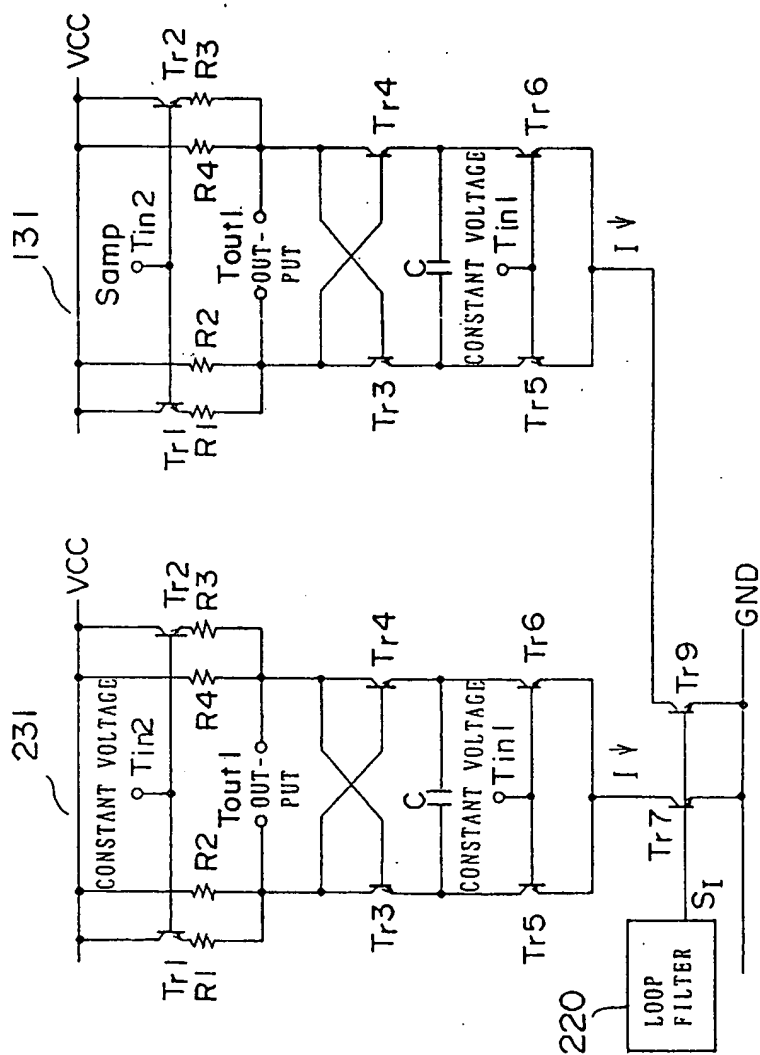 231
131
VCC
VCC
CONSTANT VOLTAGE
Samp
Tin2
Tin2
Tr1
R1
R2
R4
Tr2
R3
Tr1
R1
R2
R4
Tr2
R3
Tout1
OUT-
PUT
Tout1
OUT-
PUT
Tr3
Tr4
Tr3
Tr4
C
C
CONSTANT VOLTAGE
Tin1
CONSTANT VOLTAGE
Tin1
Tr5
Tr6
Tr5
Tr6
I
I
220
LOOP
FILTER
SI
Tr7
Tr9
GND